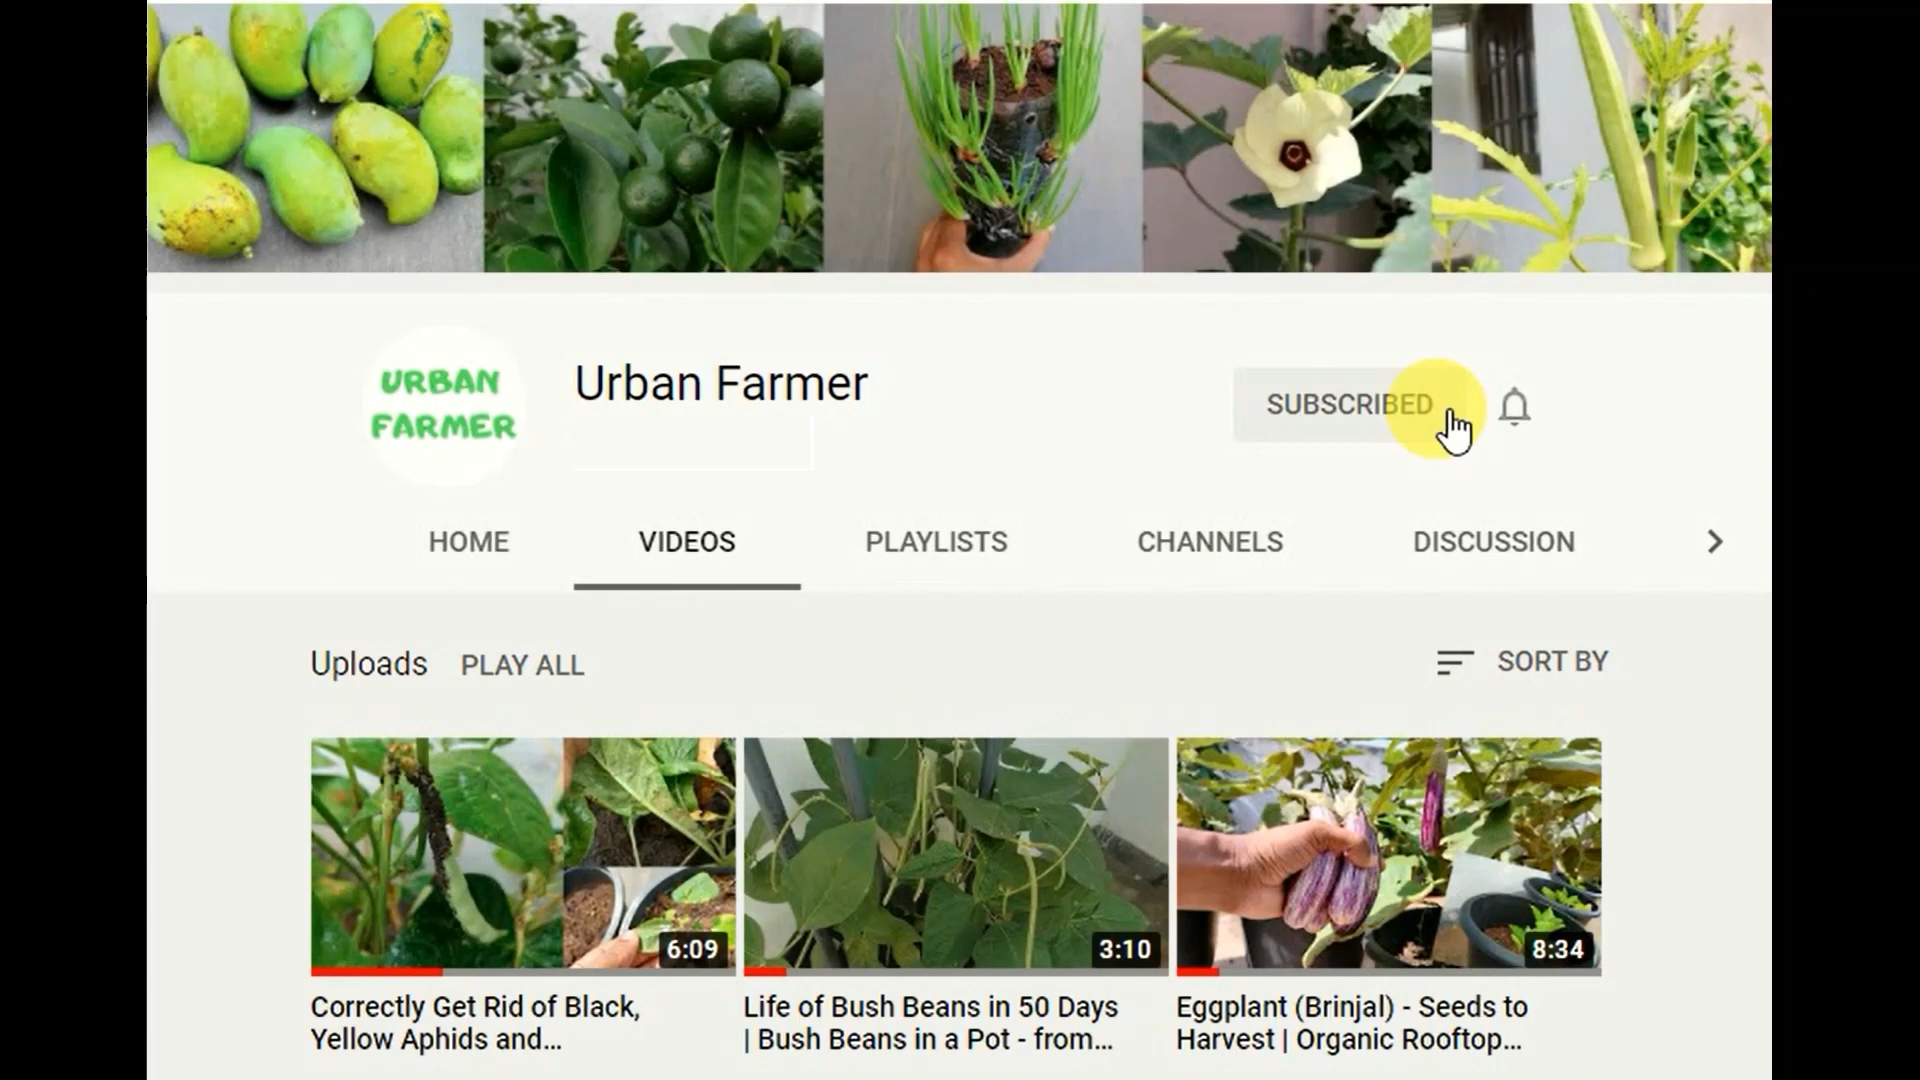 URBAN
FARMER
Urban Farmer
SUBSCRIBED
HOME
VIDEOS
PLAYLISTS
CHANNELS
DISCUSSION
Uploads
PLAY ALL
SORT BY
6:09
3:10
8:34
Correctly Get Rid of Black,
Yellow Aphids and...
Life of Bush Beans in 50 Days
| Bush Beans in a Pot - from...
Eggplant (Brinjal) - Seeds to
Harvest | Organic Rooftop...